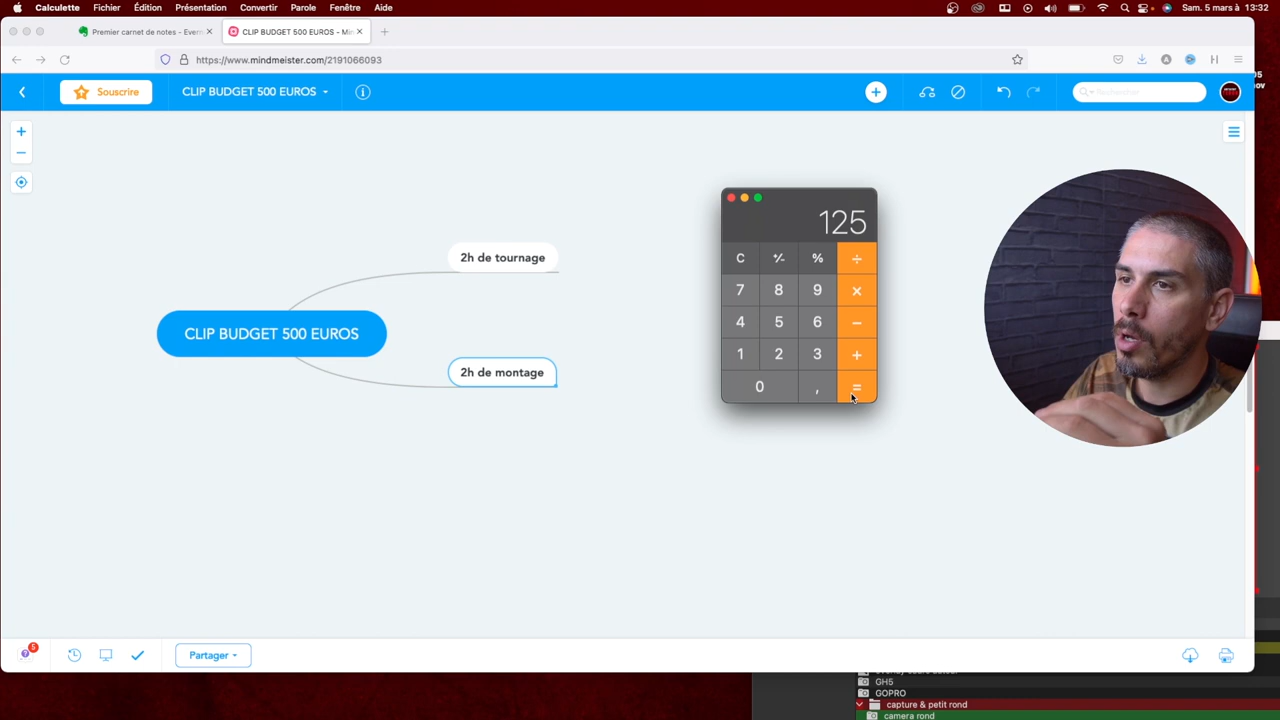 Calculette Fichier Édition Présentation Convertir Parole Fenêtre Aide Sam. 5 mars à 13:32
Premier carnet de notes - Evern
CLIP BUDGET 500 EUROS - Mi
https://www.mindmeister.com/2191066093
Souscrire
CLIP BUDGET 500 EUROS
Rechercher
2h de tournage
CLIP BUDGET 500 EUROS
2h de montage
125
C +/- % ÷
7 8 9 ×
4 5 6 −
1 2 3 +
0 , =
5
Partager
GH5
GOPRO
capture & petit rond
camera rond